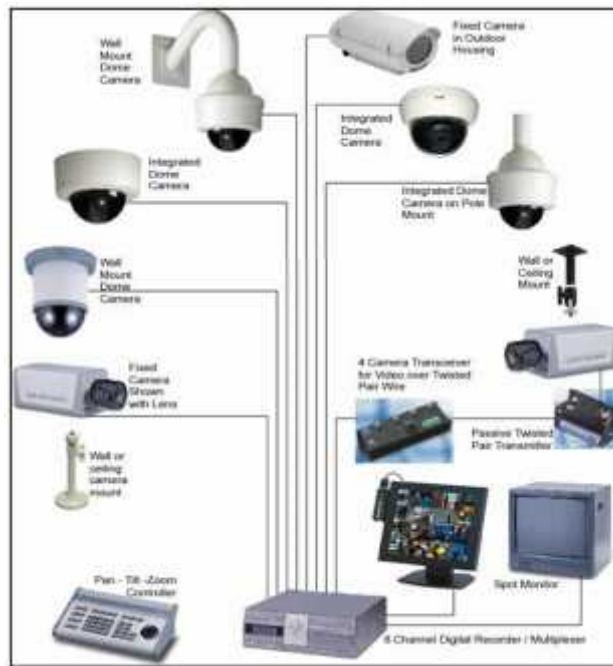 Wall
Mount
Dome
Camera
Fixed Camera
in Outdoor
Housing
Integrated
Dome
Camera
Integrated
Dome
Camera
Integrated Dome
Camera on Pole
Mount
Wall
Mount
Dome
Camera
Wall or
Ceiling
Mount
Fixed
Camera
Shown
with Lens
4 Camera Transceiver
for Video over Twisted
Pair Wire
Passive Twisted
Pair Transmitter
Wall or
ceiling
camera
mount
Pan - Tilt -Zoom
Controller
Spot Monitor
8 Channel Digital Recorder / Multiplexer